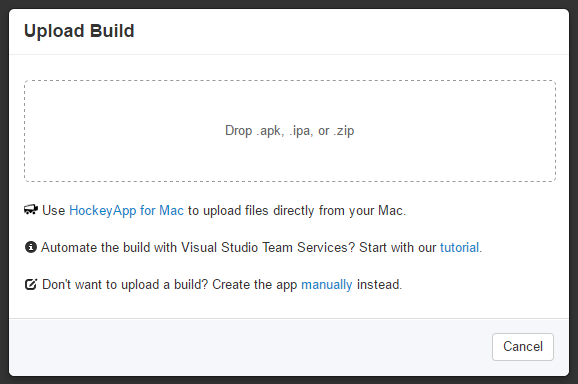 Upload Build
Drop .apk, .ipa, or .zip
Use HockeyApp for Mac to upload files directly from your Mac.
Automate the build with Visual Studio Team Services? Start with our tutorial.
Don't want to upload a build? Create the app manually instead.
Cancel